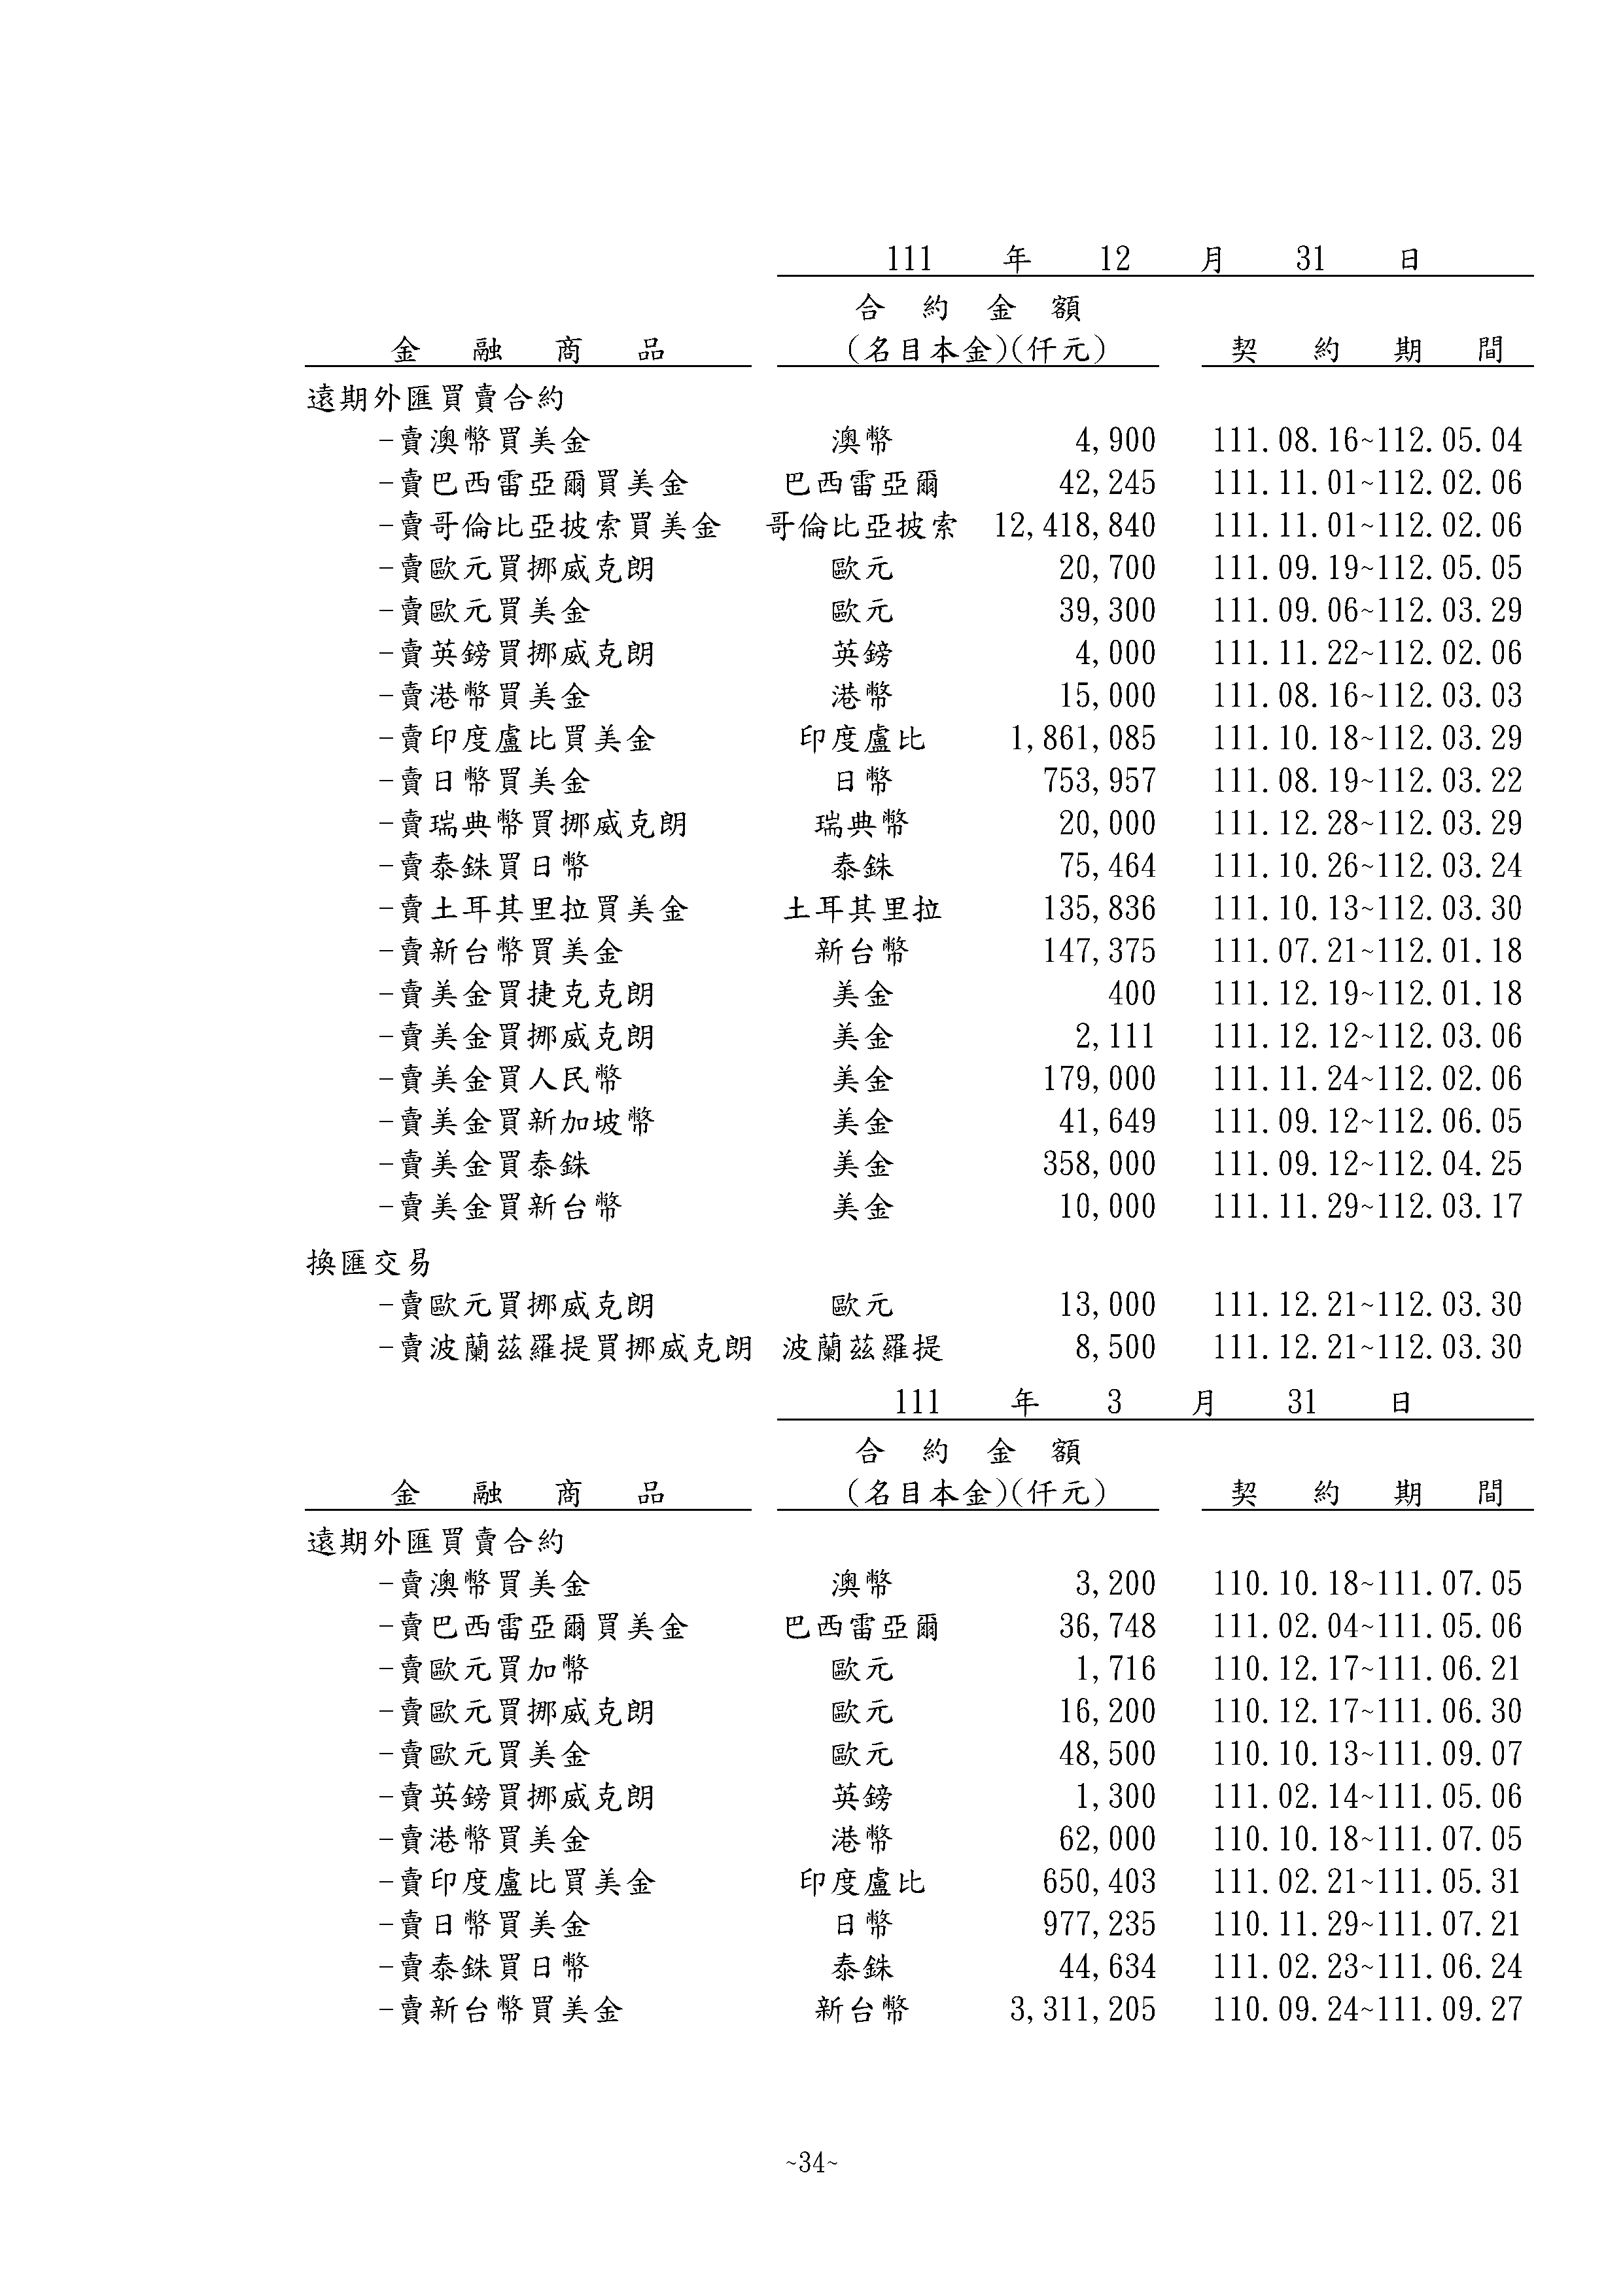 111 年 12 月 31 日
合 約 金 額
金 融 商 品 (名目本金)(仟元) 契 約 期 間
遠期外匯買賣合約
-賣澳幣買美金 澳幣 4,900 111.08.16~112.05.04
-賣巴西雷亞爾買美金 巴西雷亞爾 42,245 111.11.01~112.02.06
-賣哥倫比亞披索買美金 哥倫比亞披索 12,418,840 111.11.01~112.02.06
-賣歐元買挪威克朗 歐元 20,700 111.09.19~112.05.05
-賣歐元買美金 歐元 39,300 111.09.06~112.03.29
-賣英鎊買挪威克朗 英鎊 4,000 111.11.22~112.02.06
-賣港幣買美金 港幣 15,000 111.08.16~112.03.03
-賣印度盧比買美金 印度盧比 1,861,085 111.10.18~112.03.29
-賣日幣買美金 日幣 753,957 111.08.19~112.03.22
-賣瑞典幣買挪威克朗 瑞典幣 20,000 111.12.28~112.03.29
-賣泰銖買日幣 泰銖 75,464 111.10.26~112.03.24
-賣土耳其里拉買美金 土耳其里拉 135,836 111.10.13~112.03.30
-賣新台幣買美金 新台幣 147,375 111.07.21~112.01.18
-賣美金買捷克克朗 美金 400 111.12.19~112.01.18
-賣美金買挪威克朗 美金 2,111 111.12.12~112.03.06
-賣美金買人民幣 美金 179,000 111.11.24~112.02.06
-賣美金買新加坡幣 美金 41,649 111.09.12~112.06.05
-賣美金買泰銖 美金 358,000 111.09.12~112.04.25
-賣美金買新台幣 美金 10,000 111.11.29~112.03.17
換匯交易
-賣歐元買挪威克朗 歐元 13,000 111.12.21~112.03.30
-賣波蘭茲羅提買挪威克朗 波蘭茲羅提 8,500 111.12.21~112.03.30
111 年 3 月 31 日
合 約 金 額
金 融 商 品 (名目本金)(仟元) 契 約 期 間
遠期外匯買賣合約
-賣澳幣買美金 澳幣 3,200 110.10.18~111.07.05
-賣巴西雷亞爾買美金 巴西雷亞爾 36,748 111.02.04~111.05.06
-賣歐元買加幣 歐元 1,716 110.12.17~111.06.21
-賣歐元買挪威克朗 歐元 16,200 110.12.17~111.06.30
-賣歐元買美金 歐元 48,500 110.10.13~111.09.07
-賣英鎊買挪威克朗 英鎊 1,300 111.02.14~111.05.06
-賣港幣買美金 港幣 62,000 110.10.18~111.07.05
-賣印度盧比買美金 印度盧比 650,403 111.02.21~111.05.31
-賣日幣買美金 日幣 977,235 110.11.29~111.07.21
-賣泰銖買日幣 泰銖 44,634 111.02.23~111.06.24
-賣新台幣買美金 新台幣 3,311,205 110.09.24~111.09.27
~34~